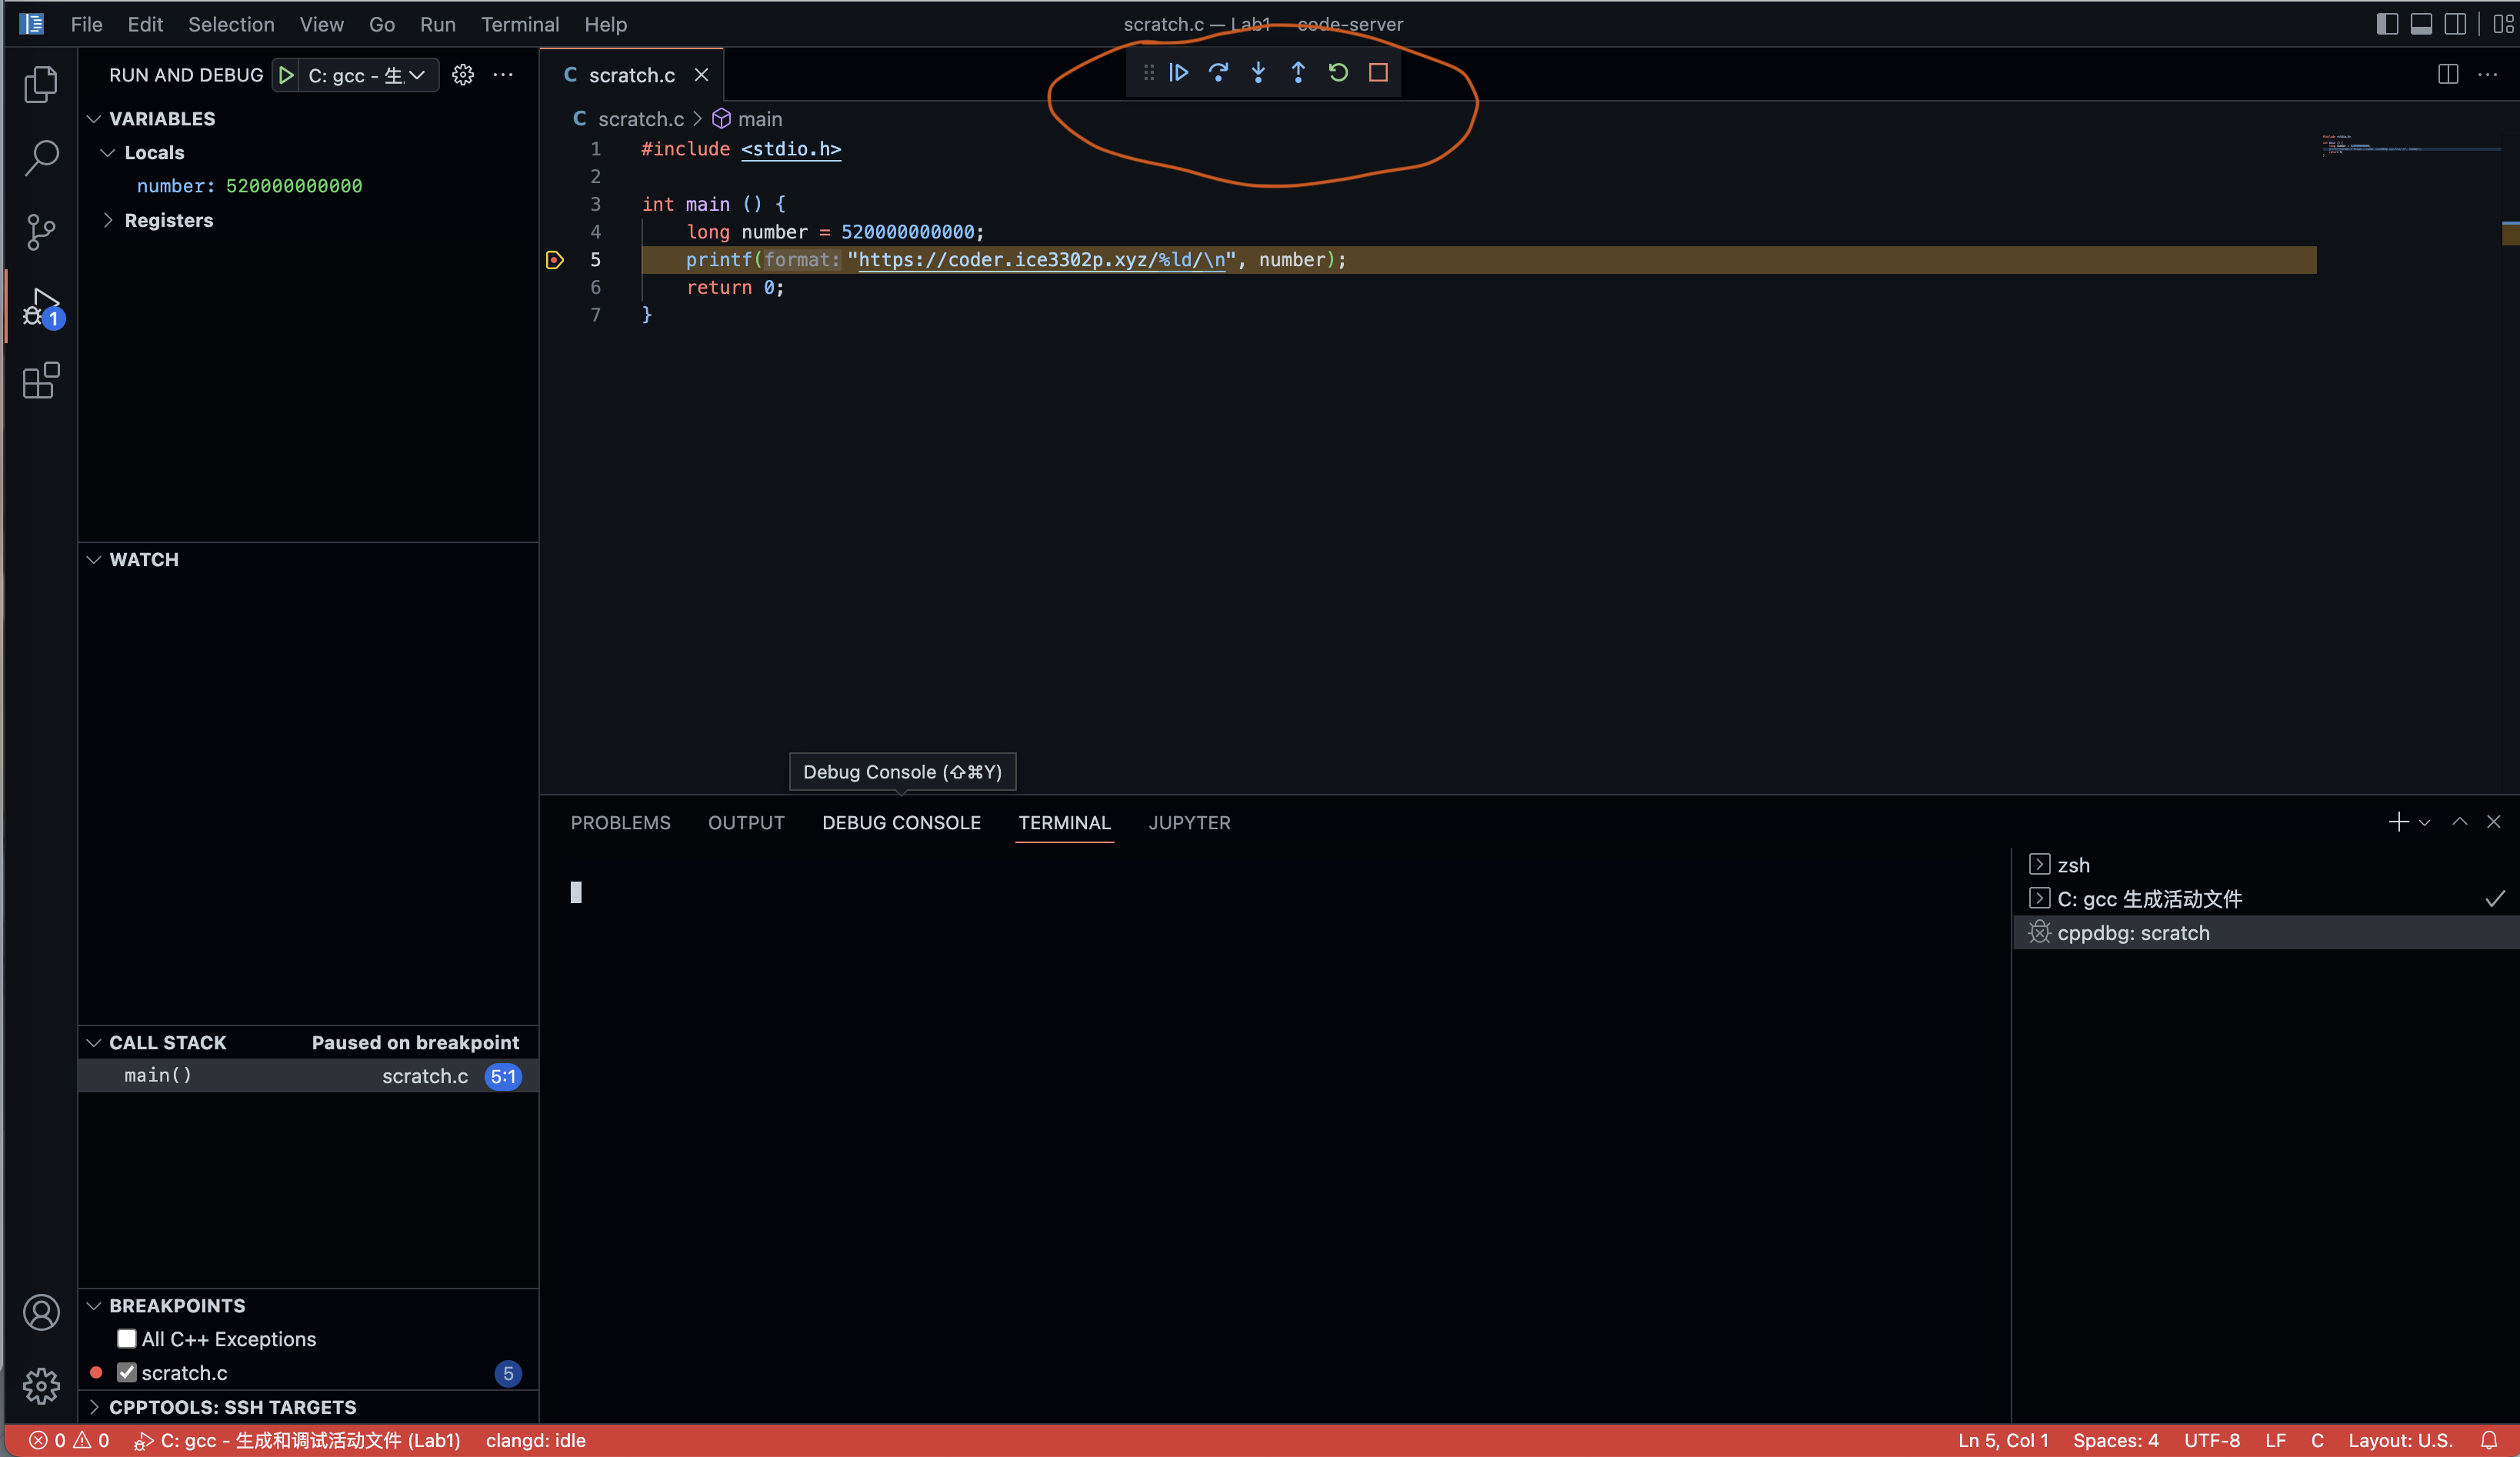 File Edit Selection View Go Run Terminal Help scratch.c — Lab1 — code-server
RUN AND DEBUG C: gcc - 生. C scratch.c
VARIABLES
Locals
number: 520000000000
Registers
C scratch.c > main
1 #include <stdio.h>
2
3 int main () {
4 long number = 520000000000;
5 printf(format: "https://coder.ice3302p.xyz/%ld/\n", number);
6 return 0;
7 }
1
WATCH
Debug Console (⇧⌘Y)
PROBLEMS OUTPUT DEBUG CONSOLE TERMINAL JUPYTER
zsh
C: gcc 生成活动文件
cppdbg: scratch
CALL STACK Paused on breakpoint
main() scratch.c 5:1
BREAKPOINTS
All C++ Exceptions
scratch.c 5
CPPTOOLS: SSH TARGETS
0 0 C: gcc - 生成和调试活动文件 (Lab1) clangd: idle Ln 5, Col 1 Spaces: 4 UTF-8 LF C Layout: U.S.